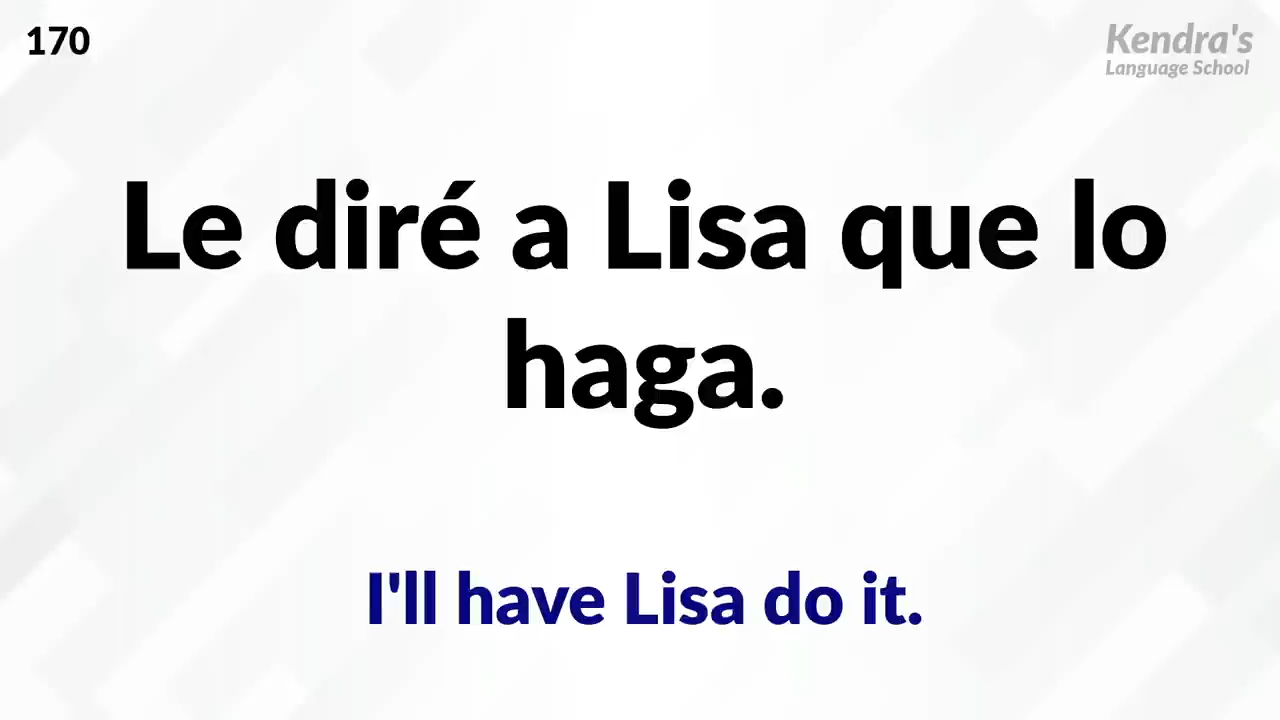 170
Kendra's
Language School
Le diré a Lisa que lo
haga.
I'll have Lisa do it.